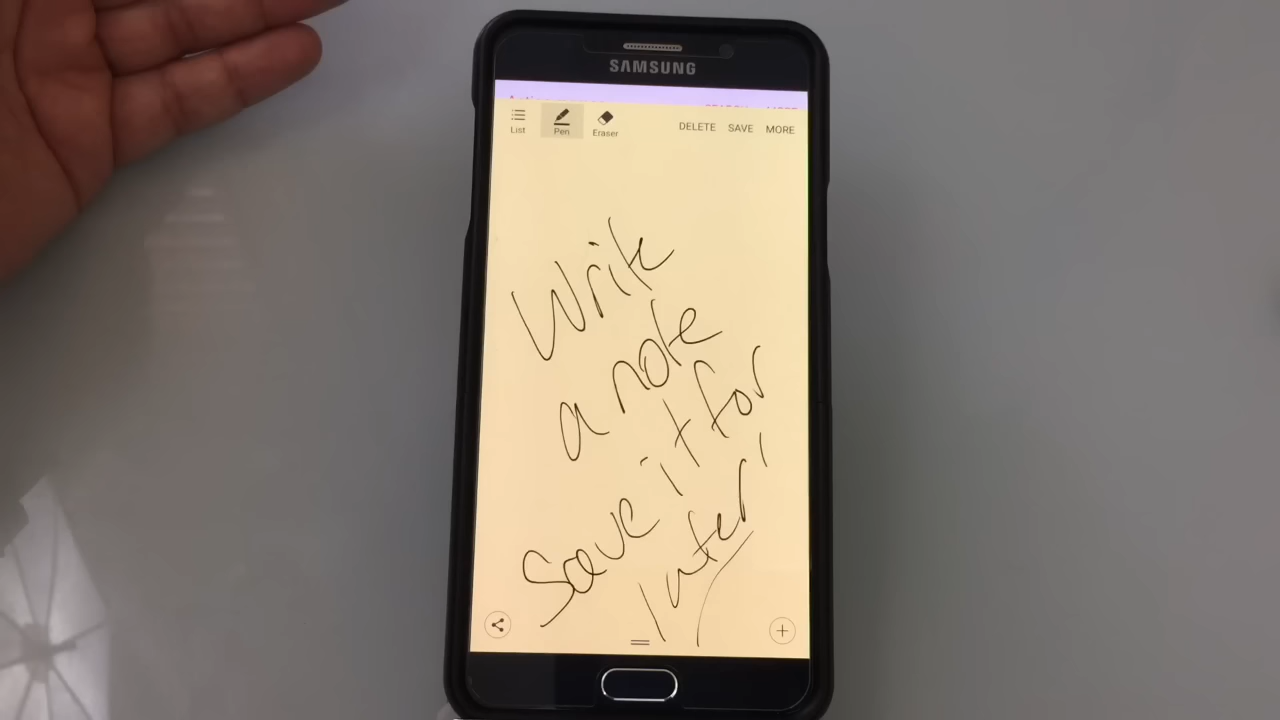 SAMSUNG
List Pen Eraser DELETE SAVE MORE
Write
a note
Save it for
later!